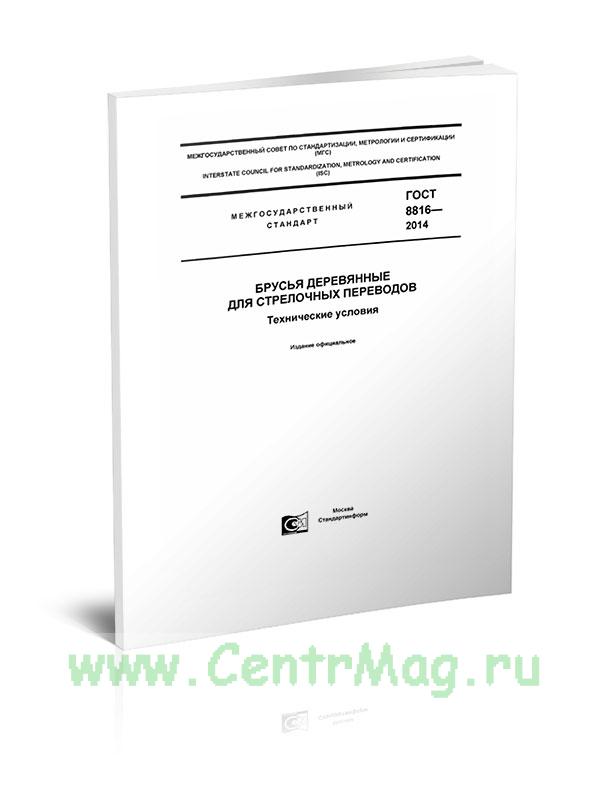 МЕЖГОСУДАРСТВЕННЫЙ СОВЕТ ПО СТАНДАРТИЗАЦИИ, МЕТРОЛОГИИ И СЕРТИФИКАЦИИ
(МГС)
INTERSTATE COUNCIL FOR STANDARDIZATION, METROLOGY AND CERTIFICATION
(ISC)
МЕЖГОСУДАРСТВЕННЫЙ
СТАНДАРТ
ГОСТ
8816—
2014
БРУСЬЯ ДЕРЕВЯННЫЕ
ДЛЯ СТРЕЛОЧНЫХ ПЕРЕВОДОВ
Технические условия
Издание официальное
Москва
Стандартинформ
www.CentrMag.ru